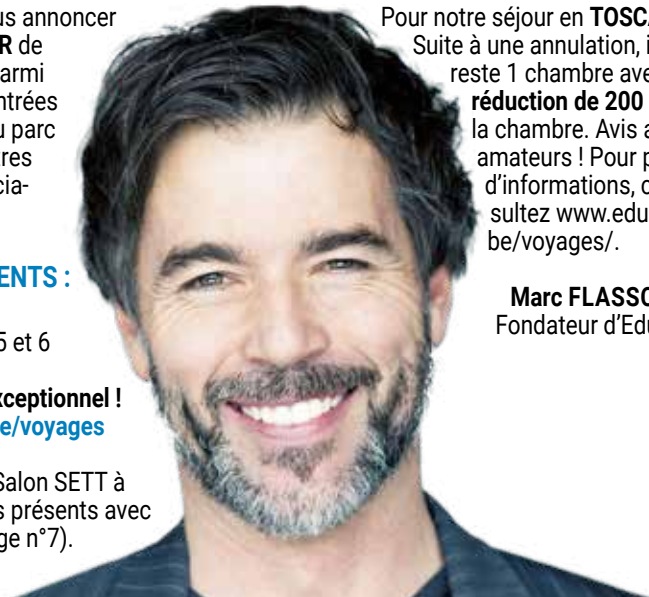 us annoncer
R de
armi
ntrées
u parc
res
cia-
ENTS :
5 et 6
xceptionnel !
e/voyages
Salon SETT à
s présents avec
ge n°7).
Pour notre séjour en TOSCA
Suite à une annulation, i
reste 1 chambre ave
réduction de 200
la chambre. Avis a
amateurs ! Pour p
d'informations, c
sultez www.edu
be/voyages/.
Marc FLASSC
Fondateur d'Edu